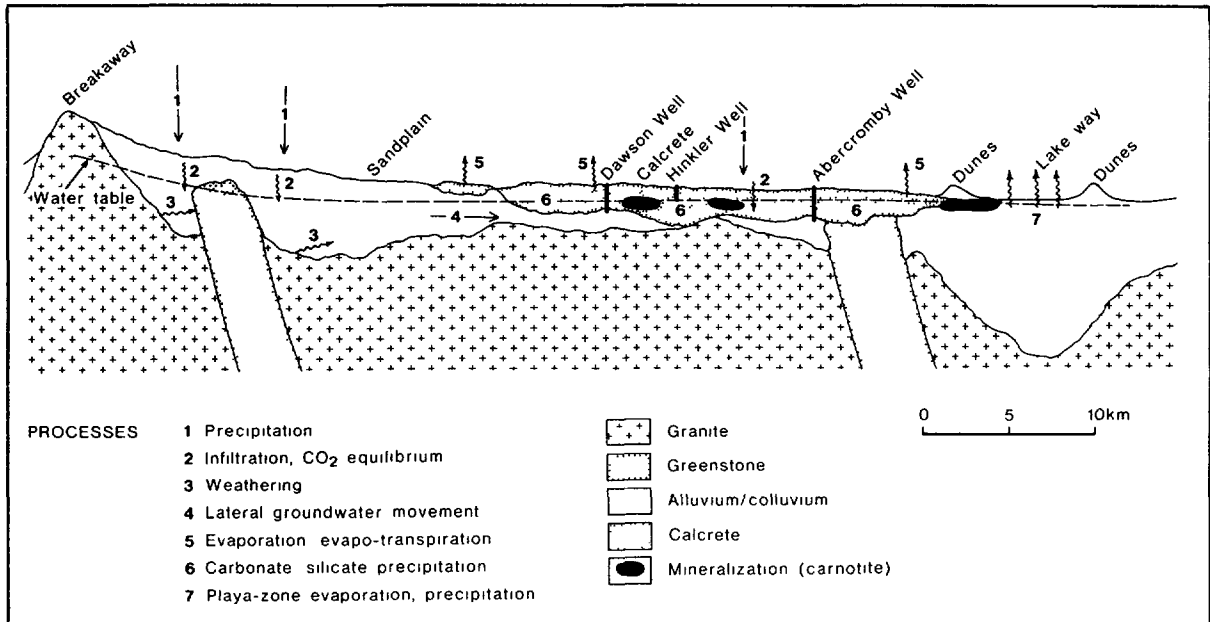 Breakaway
1
1
Sandplain
Dawson Well
Calcrete
Hinkler Well
1
Abercromby Well
Dunes
Lake way
Dunes
2
2
5
5
2
5
Water table
3
3
4
6
6
6
7
PROCESSES
1 Precipitation
2 Infiltration, CO2 equilibrium
3 Weathering
4 Lateral groundwater movement
5 Evaporation evapo-transpiration
6 Carbonate silicate precipitation
7 Playa-zone evaporation, precipitation
Granite
Greenstone
Alluvium/colluvium
Calcrete
Mineralization (carnotite)
0 5 10km